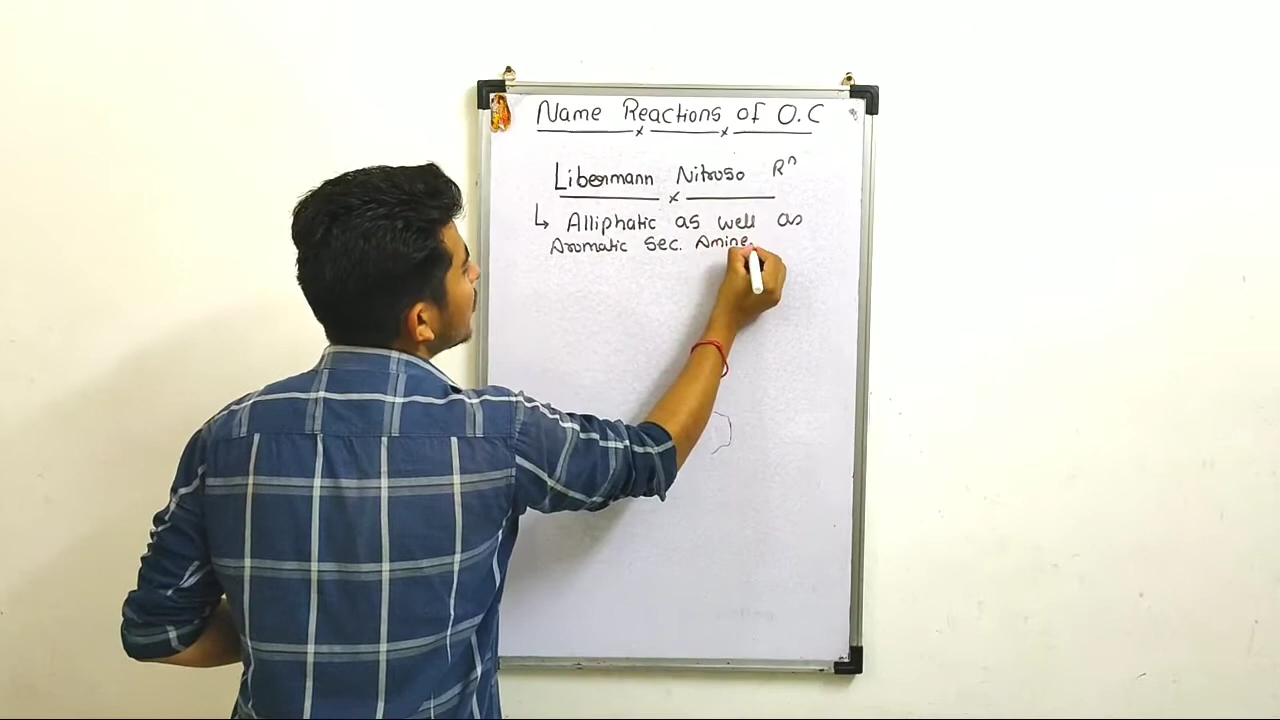 Name Reactions of O.C
Libermann Nitroso Rⁿ
↳ Alliphatic as well as
Aromatic Sec. Amine